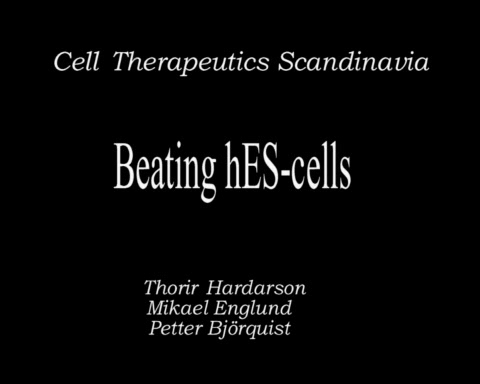 Cell Therapeutics Scandinavia
Beating hES-cells
Thorir Hardarson
Mikael Englund
Petter Björquist